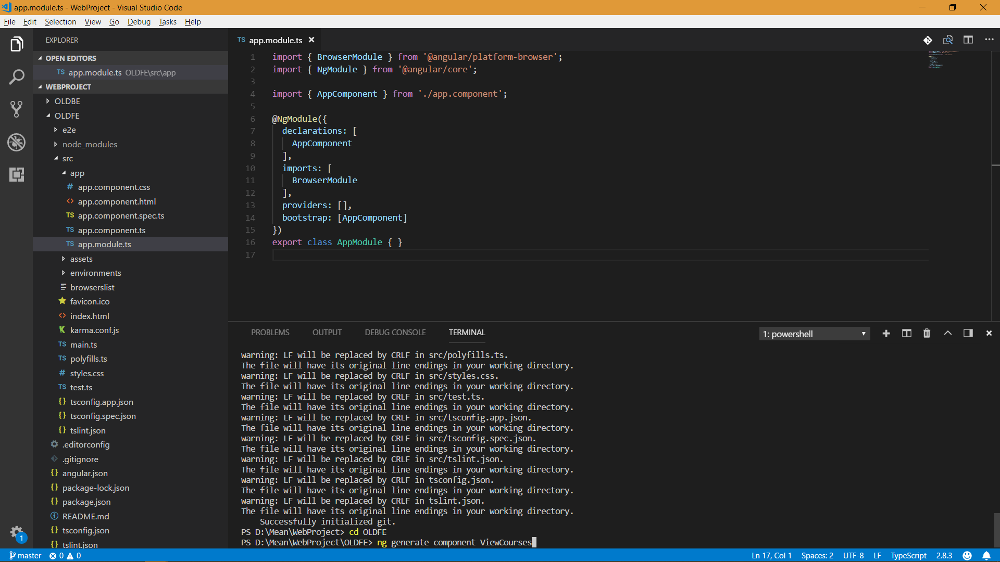 app.module.ts - WebProject - Visual Studio Code
File Edit Selection View Go Debug Tasks Help
EXPLORER
OPEN EDITORS
TS app.module.ts OLDFE\src\app
WEBPROJECT
OLDBE
OLDFE
e2e
node_modules
src
app
# app.component.css
<> app.component.html
TS app.component.spec.ts
TS app.component.ts
TS app.module.ts
assets
environments
browserslist
favicon.ico
<> index.html
K karma.conf.js
TS main.ts
TS polyfills.ts
# styles.css
TS test.ts
{} tsconfig.app.json
{} tsconfig.spec.json
{} tslint.json
.editorconfig
.gitignore
{} angular.json
{} package-lock.json
{} package.json
README.md
{} tsconfig.json
{} tslint.json
1
TS app.module.ts
1 import { BrowserModule } from '@angular/platform-browser';
2 import { NgModule } from '@angular/core';
3
4 import { AppComponent } from './app.component';
5
6 @NgModule({
7 declarations: [
8 AppComponent
9 ],
10 imports: [
11 BrowserModule
12 ],
13 providers: [],
14 bootstrap: [AppComponent]
15 })
16 export class AppModule { }
17
PROBLEMS OUTPUT DEBUG CONSOLE TERMINAL 1: powershell
warning: LF will be replaced by CRLF in src/polyfills.ts.
The file will have its original line endings in your working directory.
warning: LF will be replaced by CRLF in src/styles.css.
The file will have its original line endings in your working directory.
warning: LF will be replaced by CRLF in src/test.ts.
The file will have its original line endings in your working directory.
warning: LF will be replaced by CRLF in src/tsconfig.app.json.
The file will have its original line endings in your working directory.
warning: LF will be replaced by CRLF in src/tsconfig.spec.json.
The file will have its original line endings in your working directory.
warning: LF will be replaced by CRLF in src/tslint.json.
The file will have its original line endings in your working directory.
warning: LF will be replaced by CRLF in tsconfig.json.
The file will have its original line endings in your working directory.
warning: LF will be replaced by CRLF in tslint.json.
The file will have its original line endings in your working directory.
Successfully initialized git.
PS D:\Mean\WebProject> cd OLDFE
PS D:\Mean\WebProject\OLDFE> ng generate component ViewCourses
master 0 0 Ln 17, Col 1 Spaces: 2 UTF-8 LF TypeScript 2.8.3